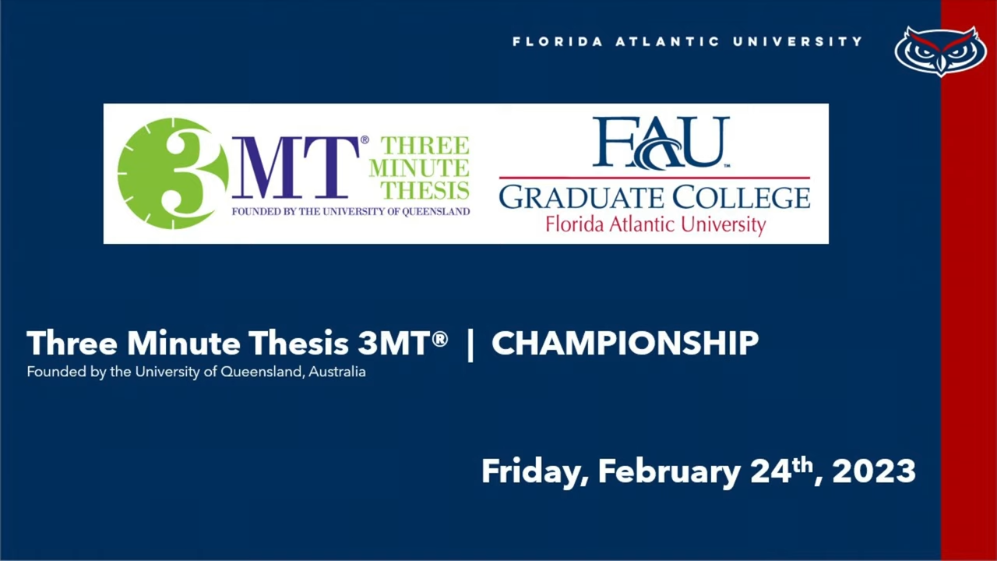 FLORIDA ATLANTIC UNIVERSITY
3MT® THREE
MINUTE
THESIS
FOUNDED BY THE UNIVERSITY OF QUEENSLAND
FAU™
GRADUATE COLLEGE
Florida Atlantic University
Three Minute Thesis 3MT® | CHAMPIONSHIP
Founded by the University of Queensland, Australia
Friday, February 24th, 2023